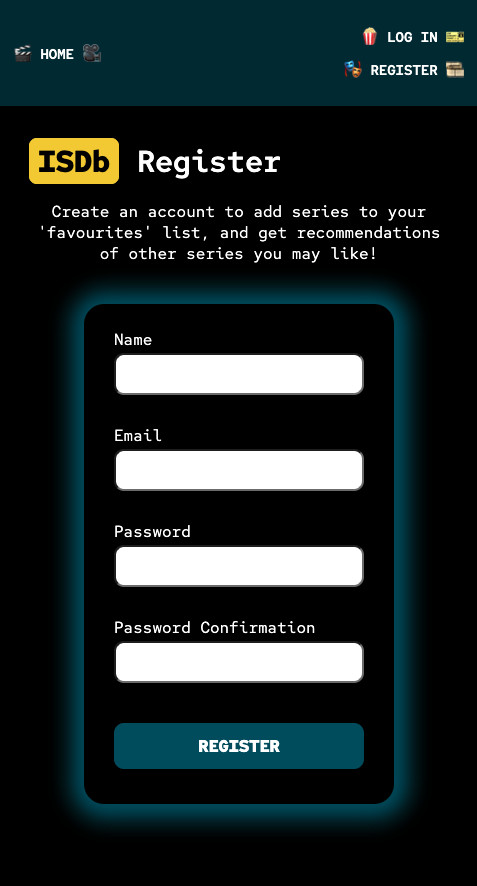 HOME
LOG IN
REGISTER
ISDb Register
Create an account to add series to your
'favourites' list, and get recommendations
of other series you may like!
Name
Email
Password
Password Confirmation
REGISTER